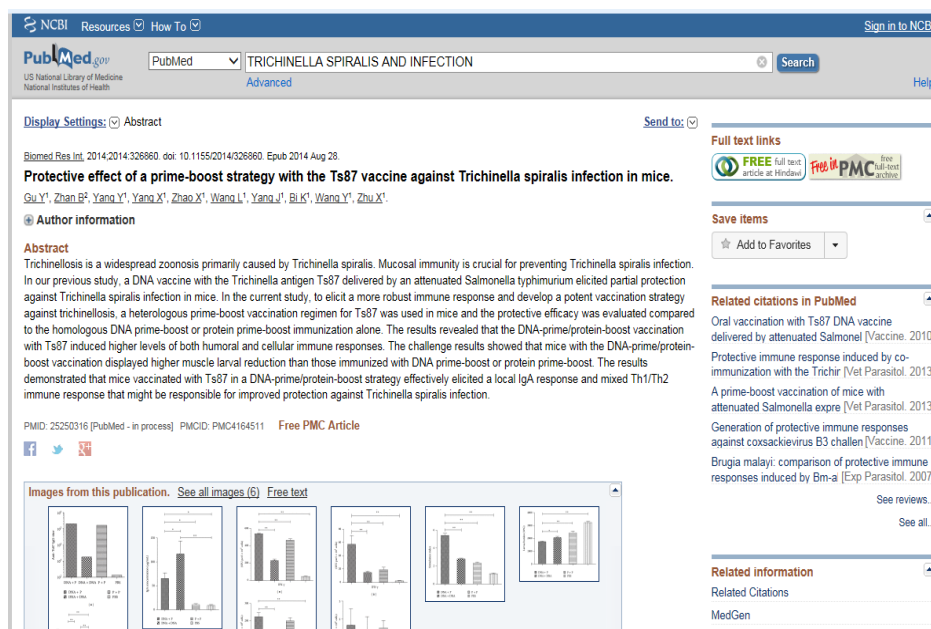 NCBI Resources How To Sign in to NCB
PubMed.gov
US National Library of Medicine
National Institutes of Health
PubMed
TRICHINELLA SPIRALIS AND INFECTION
Search
Advanced
Help
Display Settings: Abstract
Send to:
Biomed Res Int. 2014;2014:326860. doi: 10.1155/2014/326860. Epub 2014 Aug 28.
Protective effect of a prime-boost strategy with the Ts87 vaccine against Trichinella spiralis infection in mice.
Gu Y1, Zhan B2, Yang Y1, Yang X1, Zhao X1, Wang L1, Yang J1, Bi K1, Wang Y1, Zhu X1.
Author information
Abstract
Trichinellosis is a widespread zoonosis primarily caused by Trichinella spiralis. Mucosal immunity is crucial for preventing Trichinella spiralis infection.
In our previous study, a DNA vaccine with the Trichinella antigen Ts87 delivered by an attenuated Salmonella typhimurium elicited partial protection
against Trichinella spiralis infection in mice. In the current study, to elicit a more robust immune response and develop a potent vaccination strategy
against trichinellosis, a heterologous prime-boost vaccination regimen for Ts87 was used in mice and the protective efficacy was evaluated compared
to the homologous DNA prime-boost or protein prime-boost immunization alone. The results revealed that the DNA-prime/protein-boost vaccination
with Ts87 induced higher levels of both humoral and cellular immune responses. The challenge results showed that mice with the DNA-prime/protein-
boost vaccination displayed higher muscle larval reduction than those immunized with DNA prime-boost or protein prime-boost. The results
demonstrated that mice vaccinated with Ts87 in a DNA-prime/protein-boost strategy effectively elicited a local IgA response and mixed Th1/Th2
immune response that might be responsible for improved protection against Trichinella spiralis infection.
PMID: 25250316 [PubMed - in process] PMCID: PMC4164511 Free PMC Article
Images from this publication. See all images (6) Free text
Full text links
FREE full text
article at Hindawi
Free in PMC free
full-text
archive
Save items
Add to Favorites
Related citations in PubMed
Oral vaccination with Ts87 DNA vaccine
delivered by attenuated Salmonel [Vaccine. 2010
Protective immune response induced by co-
immunization with the Trichir [Vet Parasitol. 2013
A prime-boost vaccination of mice with
attenuated Salmonella expre [Vet Parasitol. 2013
Generation of protective immune responses
against coxsackievirus B3 challen [Vaccine. 2011
Brugia malayi: comparison of protective immune
responses induced by Bm-al [Exp Parasitol. 2007
See reviews..
See all..
Related information
Related Citations
MedGen